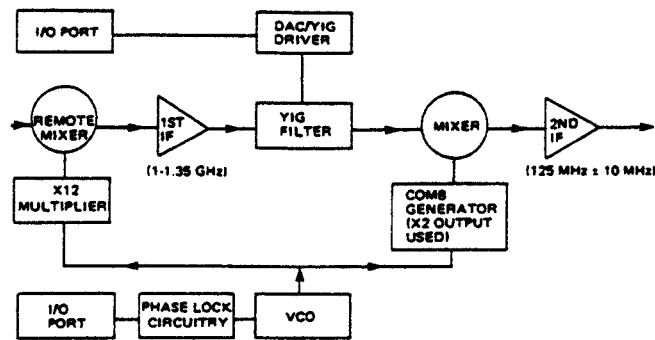 I/O PORT
DAC/YIG
DRIVER
REMOTE
MIXER
1ST
IF
YIG
FILTER
MIXER
2ND
IF
(1-1.35 GHz)
(125 MHz ± 10 MHz)
X12
MULTIPLIER
COMB
GENERATOR
(X2 OUTPUT
USED)
I/O
PORT
PHASE LOCK
CIRCUITRY
VCO